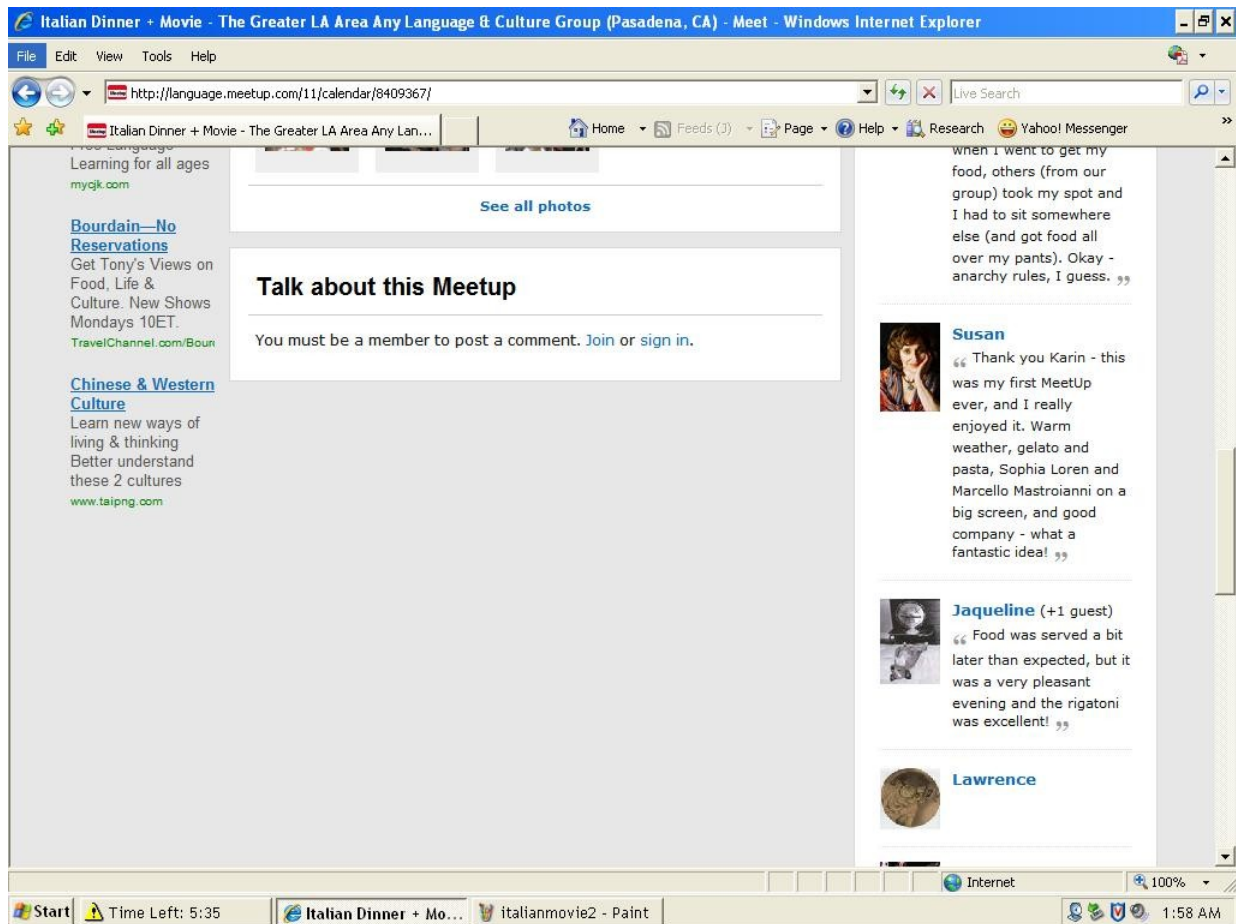 Italian Dinner + Movie - The Greater LA Area Any Language & Culture Group (Pasadena, CA) - Meet - Windows Internet Explorer
File Edit View Tools Help
http://language.meetup.com/11/calendar/8409367/
Live Search
Italian Dinner + Movie - The Greater LA Area Any Lan...
Home Feeds (J) Page Help Research Yahoo! Messenger
Free Language
Learning for all ages
mycjk.com
Bourdain—No
Reservations
Get Tony's Views on
Food, Life &
Culture. New Shows
Mondays 10ET.
TravelChannel.com/Bour
Chinese & Western
Culture
Learn new ways of
living & thinking
Better understand
these 2 cultures
www.taipng.com
See all photos
Talk about this Meetup
You must be a member to post a comment. Join or sign in.
when I went to get my
food, others (from our
group) took my spot and
I had to sit somewhere
else (and got food all
over my pants). Okay -
anarchy rules, I guess. ”
Susan
“ Thank you Karin - this
was my first MeetUp
ever, and I really
enjoyed it. Warm
weather, gelato and
pasta, Sophia Loren and
Marcello Mastroianni on a
big screen, and good
company - what a
fantastic idea! ”
Jaqueline (+1 guest)
“ Food was served a bit
later than expected, but it
was a very pleasant
evening and the rigatoni
was excellent! ”
Lawrence
Internet 100%
Start Time Left: 5:35 Italian Dinner + Mo... italianmovie2 - Paint 1:58 AM